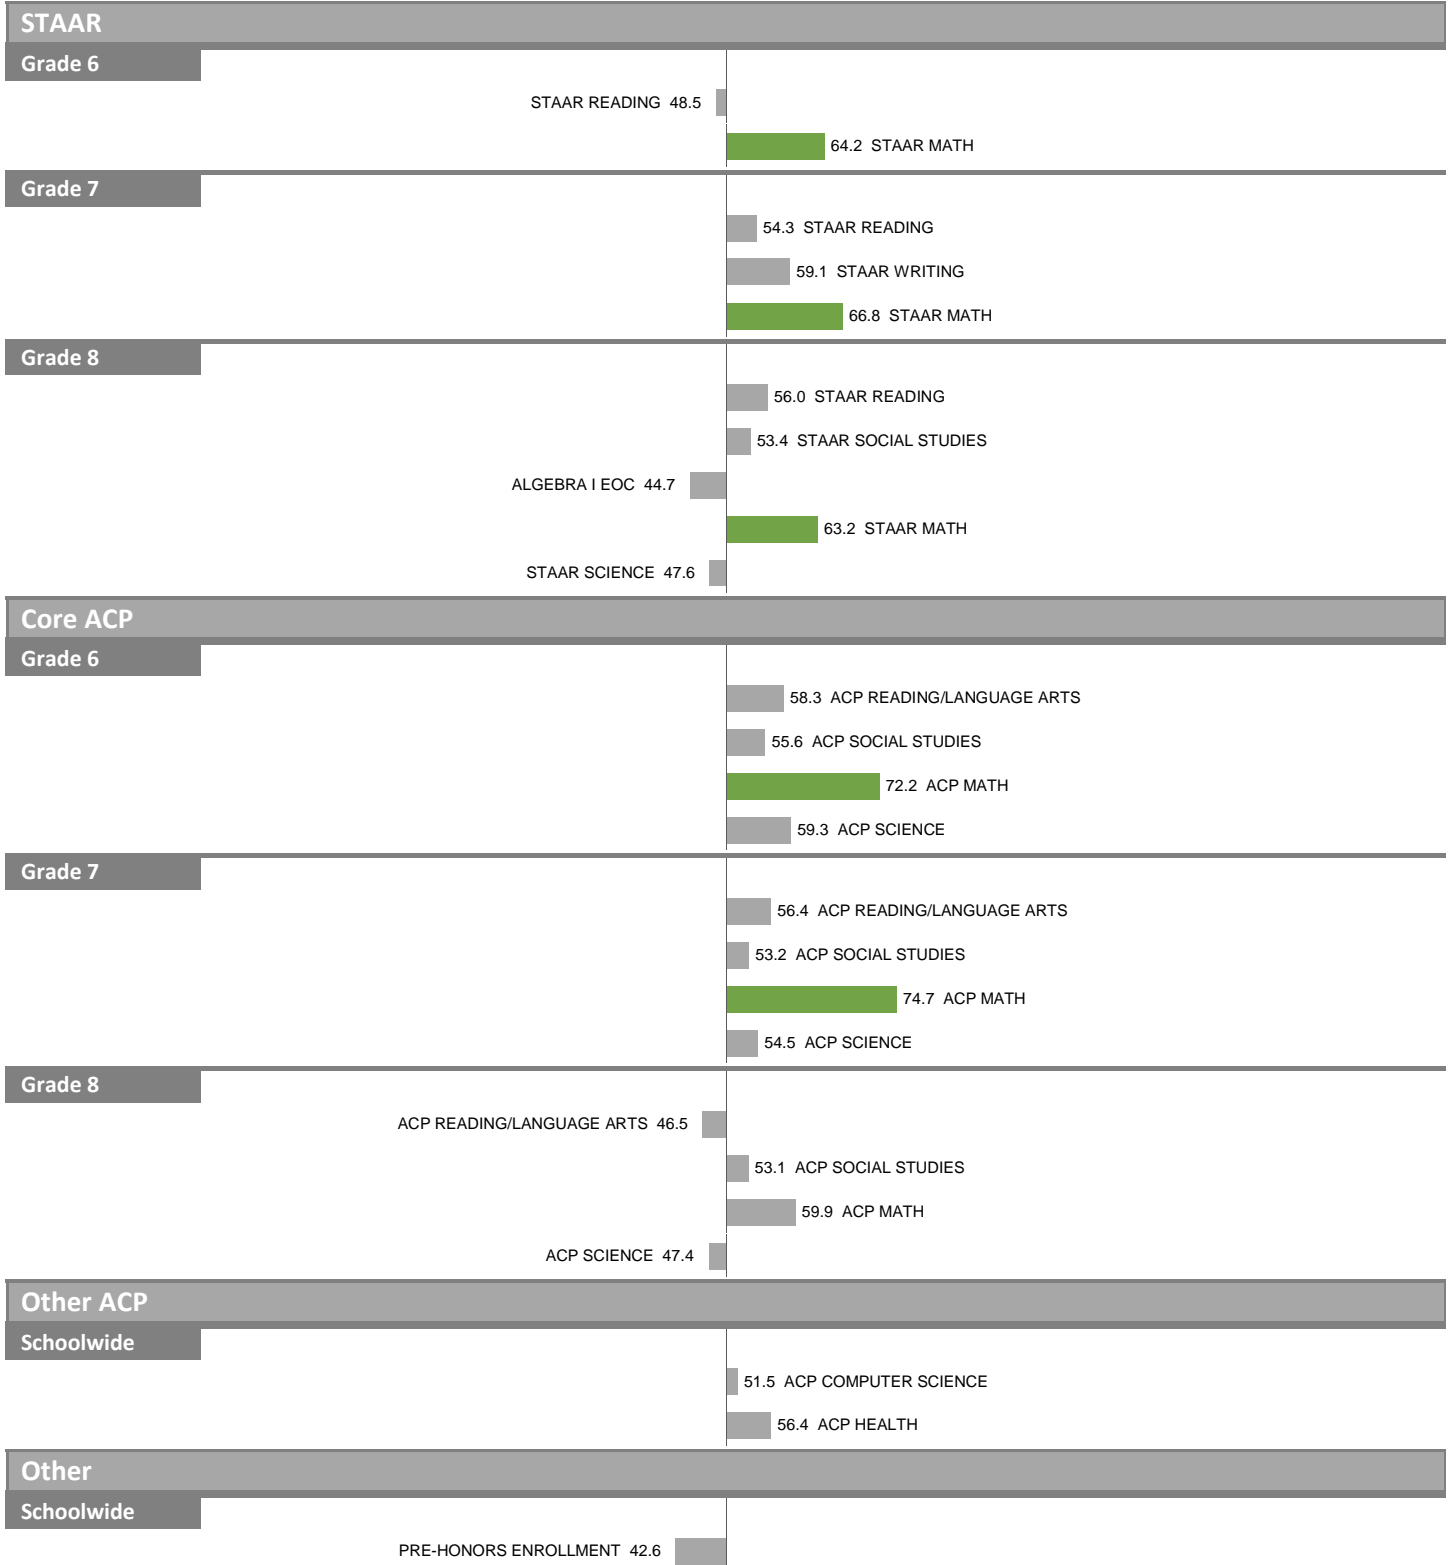 STAAR
Grade 6
STAAR READING 48.5
64.2 STAAR MATH
Grade 7
54.3 STAAR READING
59.1 STAAR WRITING
66.8 STAAR MATH
Grade 8
56.0 STAAR READING
53.4 STAAR SOCIAL STUDIES
ALGEBRA I EOC 44.7
63.2 STAAR MATH
STAAR SCIENCE 47.6
Core ACP
Grade 6
58.3 ACP READING/LANGUAGE ARTS
55.6 ACP SOCIAL STUDIES
72.2 ACP MATH
59.3 ACP SCIENCE
Grade 7
56.4 ACP READING/LANGUAGE ARTS
53.2 ACP SOCIAL STUDIES
74.7 ACP MATH
54.5 ACP SCIENCE
Grade 8
ACP READING/LANGUAGE ARTS 46.5
53.1 ACP SOCIAL STUDIES
59.9 ACP MATH
ACP SCIENCE 47.4
Other ACP
Schoolwide
51.5 ACP COMPUTER SCIENCE
56.4 ACP HEALTH
Other
Schoolwide
PRE-HONORS ENROLLMENT 42.6